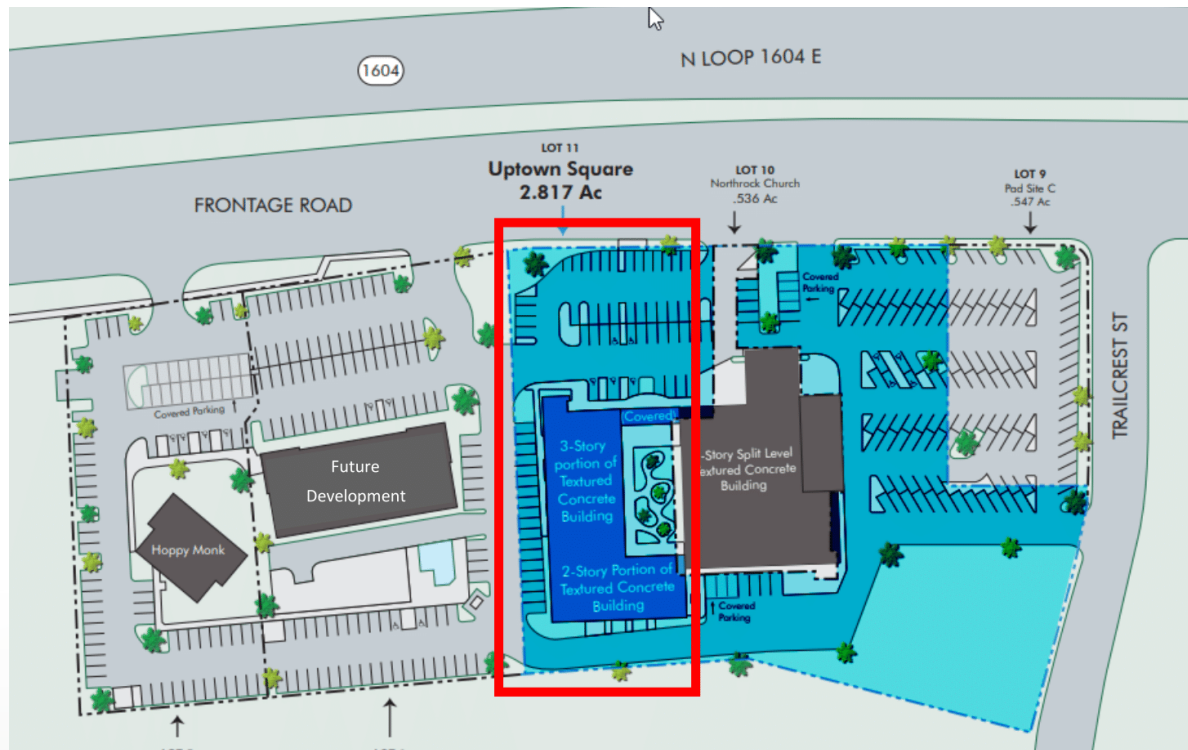 N LOOP 1604 E
1604
LOT 11
Uptown Square
2.817 Ac
LOT 10
Northrock Church
.536 Ac
LOT 9
Pad Site C
.547 Ac
FRONTAGE ROAD
Covered
Parking
TRAILCREST ST
Covered Parking
Covered
3-Story
portion of
Textured
Concrete
Building
-Story Split Level
extured Concrete
Building
Future
Development
Hoppy Monk
2-Story Portion of
Textured Concrete
Building
Covered
Parking